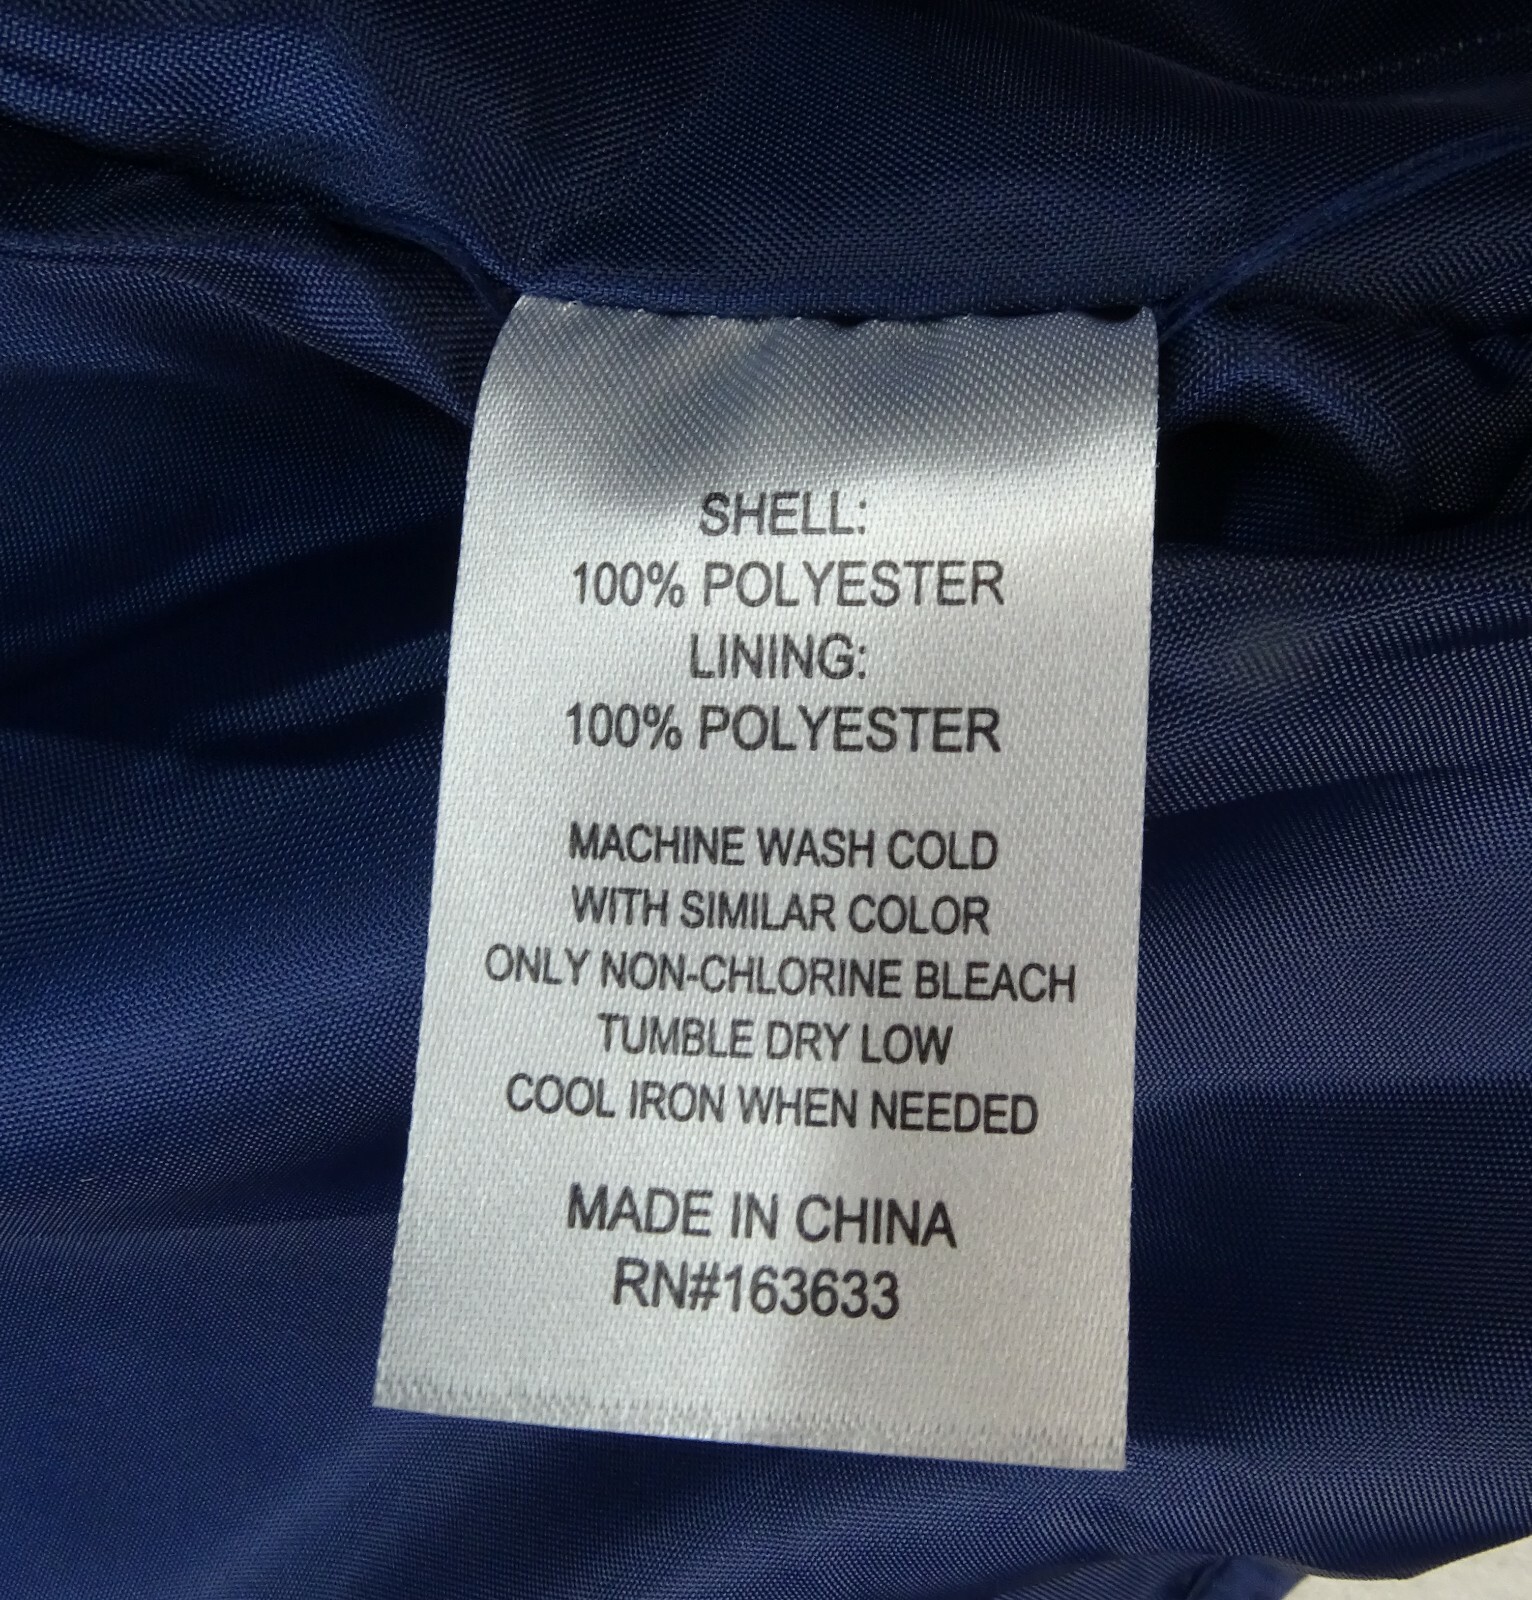 SHELL:
100% POLYESTER
LINING:
100% POLYESTER
MACHINE WASH COLD
WITH SIMILAR COLOR
ONLY NON-CHLORINE BLEACH
TUMBLE DRY LOW
COOL IRON WHEN NEEDED
MADE IN CHINA
RN#163633